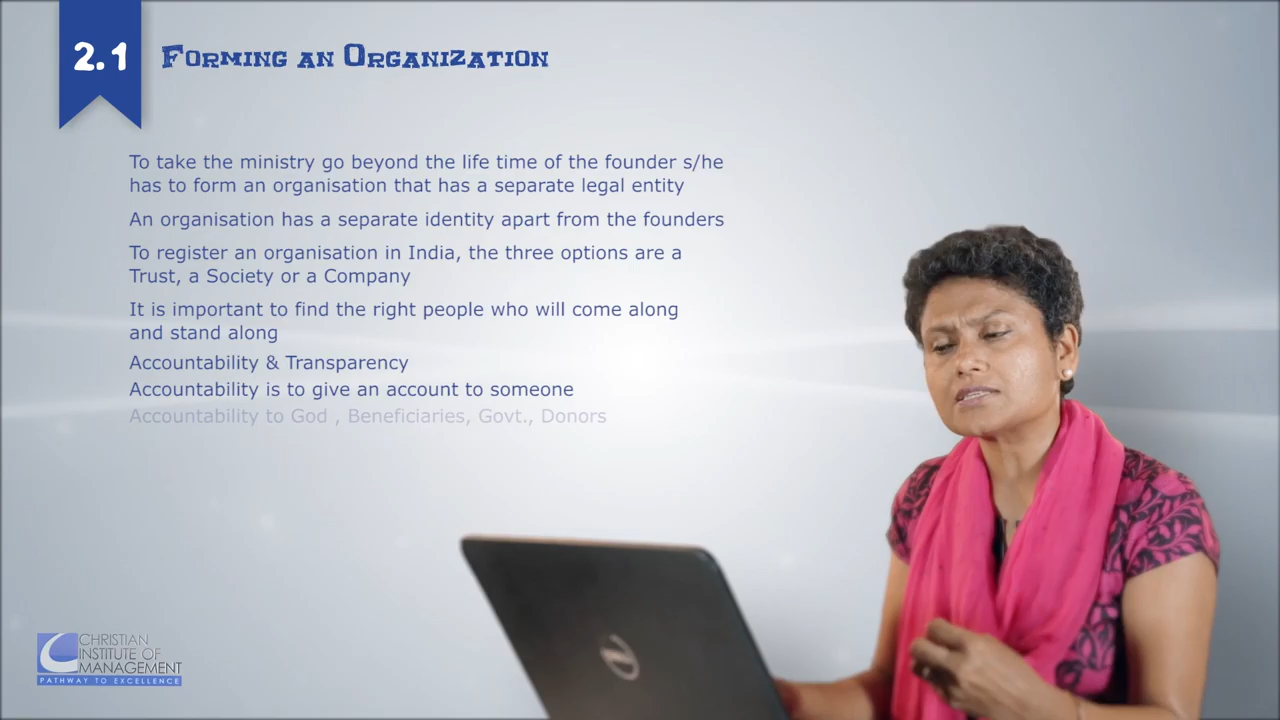 2.1 Forming an Organization
To take the ministry go beyond the life time of the founder s/he
has to form an organisation that has a separate legal entity
An organisation has a separate identity apart from the founders
To register an organisation in India, the three options are a
Trust, a Society or a Company
It is important to find the right people who will come along
and stand along
Accountability & Transparency
Accountability is to give an account to someone
Accountability to God , Beneficiaries, Govt., Donors
CHRISTIAN
INSTITUTE OF
MANAGEMENT
PATHWAY TO EXCELLENCE